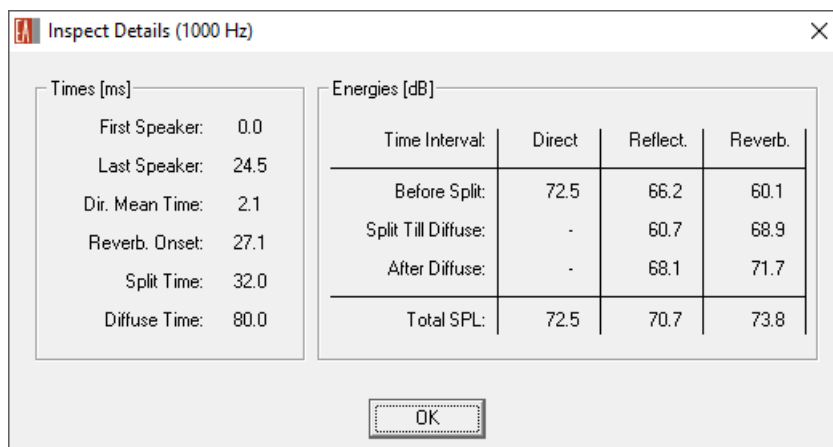 EA Inspect Details (1000 Hz)
Times [ms]
First Speaker: 0.0
Last Speaker: 24.5
Dir. Mean Time: 2.1
Reverb. Onset: 27.1
Split Time: 32.0
Diffuse Time: 80.0
Energies [dB]
Time Interval: Direct Reflect. Reverb.
Before Split: 72.5 66.2 60.1
Split Till Diffuse: - 60.7 68.9
After Diffuse: - 68.1 71.7
Total SPL: 72.5 70.7 73.8
OK